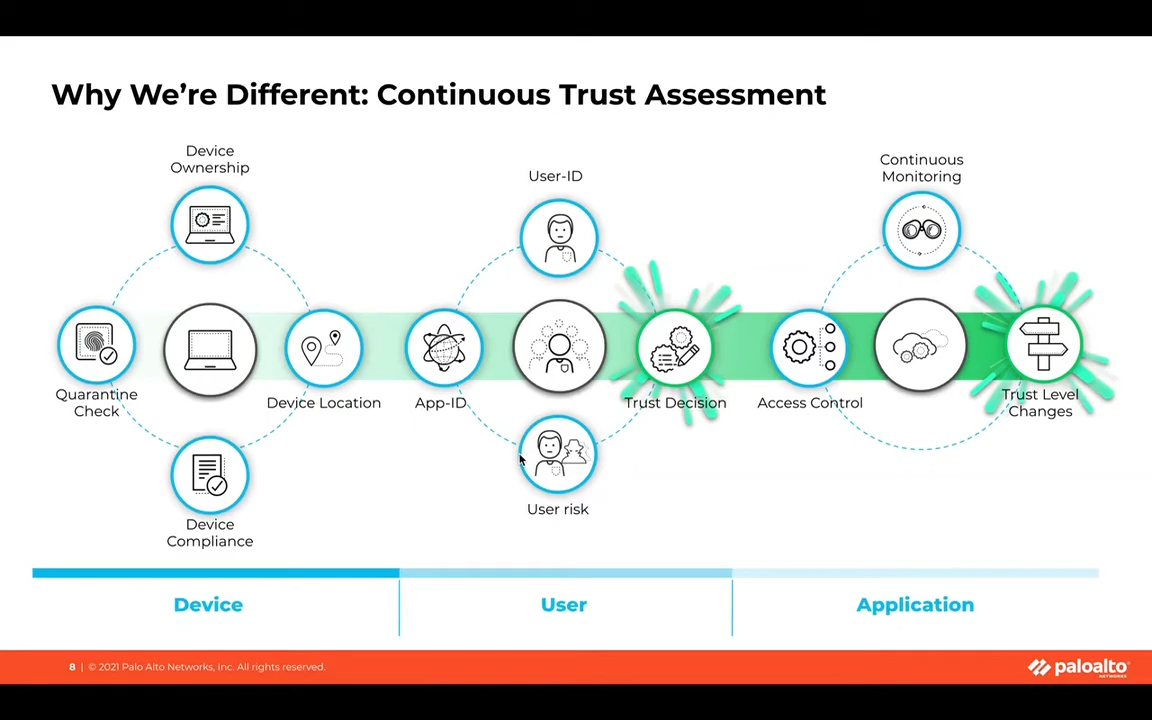 Why We're Different: Continuous Trust Assessment
Device
Ownership
Quarantine
Check
Device Location
Device
Compliance
User-ID
App-ID
Trust Decision
User risk
Continuous
Monitoring
Access Control
Trust Level
Changes
Device
User
Application
8 | © 2021 Palo Alto Networks, Inc. All rights reserved.
paloalto
NETWORKS